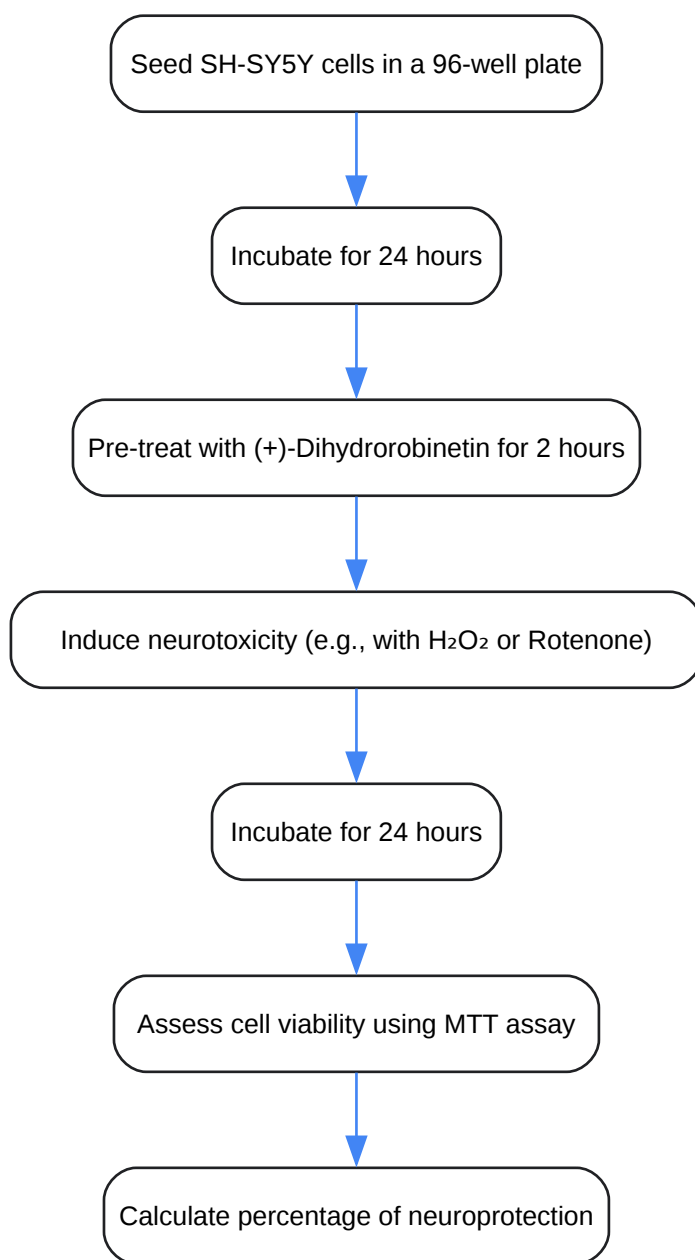 Seed SH-SY5Y cells in a 96-well plate
Incubate for 24 hours
Pre-treat with (+)-Dihydrorobinetin for 2 hours
Induce neurotoxicity (e.g., with H₂O₂ or Rotenone)
Incubate for 24 hours
Assess cell viability using MTT assay
Calculate percentage of neuroprotection